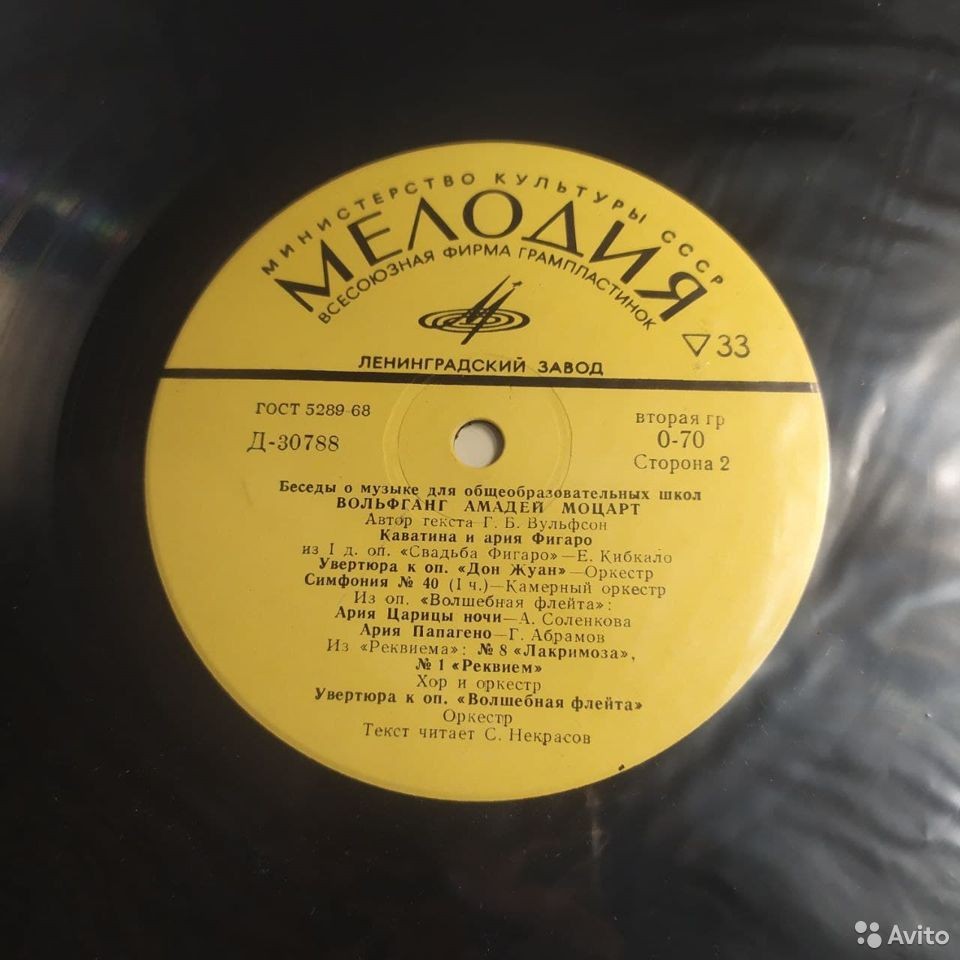 МИНИСТЕРСТВО КУЛЬТУРЫ СССР
МЕЛОДИЯ
ВСЕСОЮЗНАЯ ФИРМА ГРАМПЛАСТИНОК
▽33
ЛЕНИНГРАДСКИЙ ЗАВОД
ГОСТ 5289-68
Д-30788
вторая гр
0-70
Сторона 2
Беседы о музыке для общеобразовательных школ
ВОЛЬФГАНГ АМАДЕЙ МОЦАРТ
Автор текста Г. Б. Вульфсон
Каватина и ария Фигаро
из I д. оп. «Свадьба Фигаро»—Е. Кибкало
Увертюра к оп. «Дон Жуан»—Оркестр
Симфония № 40 (I ч.)—Камерный оркестр
Из оп. «Волшебная флейта»:
Ария Царицы ночи—А. Соленкова
Ария Папагено—Г. Абрамов
Из «Реквиема»: № 8 «Лакримоза»,
№ 1 «Реквием»
Хор и оркестр
Увертюра к оп. «Волшебная флейта»
Оркестр
Текст читает С. Некрасов
Avito